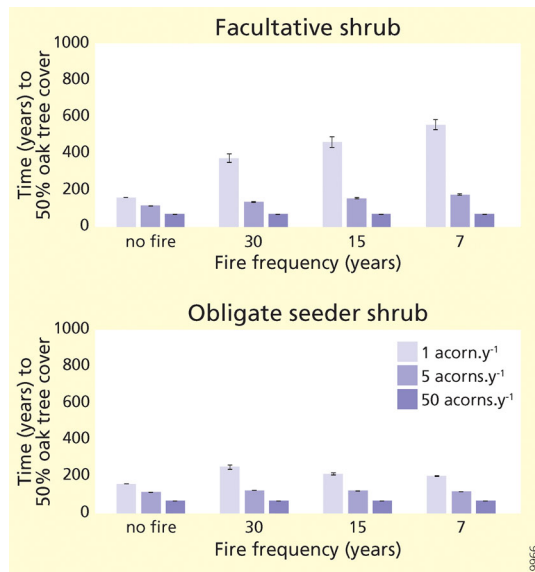 Facultative shrub
Time (years) to
50% oak tree cover
1000
800
600
400
200
0
no fire 30 15 7
Fire frequency (years)
Obligate seeder shrub
Time (years) to
50% oak tree cover
1000
800
600
400
200
0
1 acorn.y⁻¹
5 acorns.y⁻¹
50 acorns.y⁻¹
no fire 30 15 7
Fire frequency (years)
9966